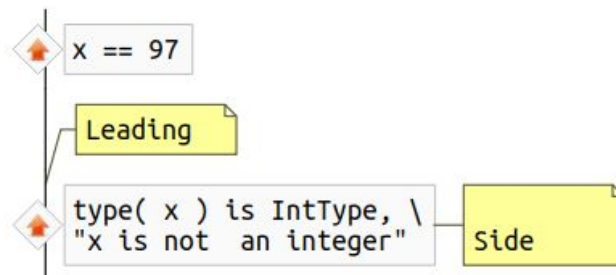 x == 97
Leading
type( x ) is IntType, \
"x is not  an integer"
Side